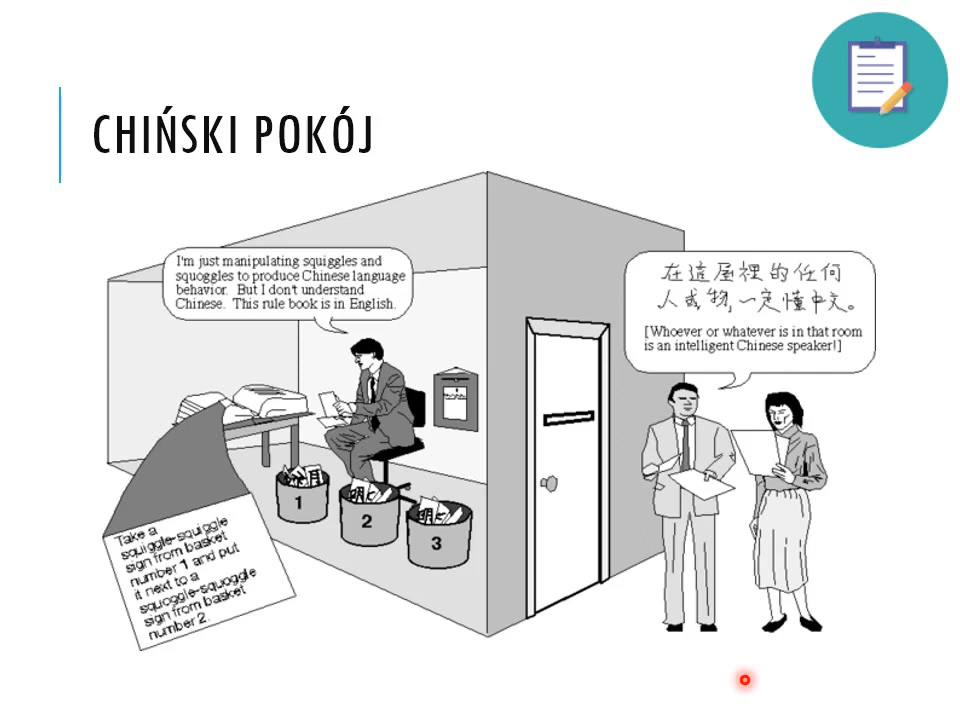 CHIŃSKI POKÓJ
I'm just manipulating squiggles and
squoggles to produce Chinese language
behavior. But I don't understand
Chinese. This rule book is in English.
在這屋裡的任何
人或物,一定懂中文。
[Whoever or whatever is in that room
is an intelligent Chinese speaker!]
1
2
3
Take a
squiggle-squiggle
sign from basket
number 1 and put
it next to a
squoggle-squoggle
sign from basket
number 2.